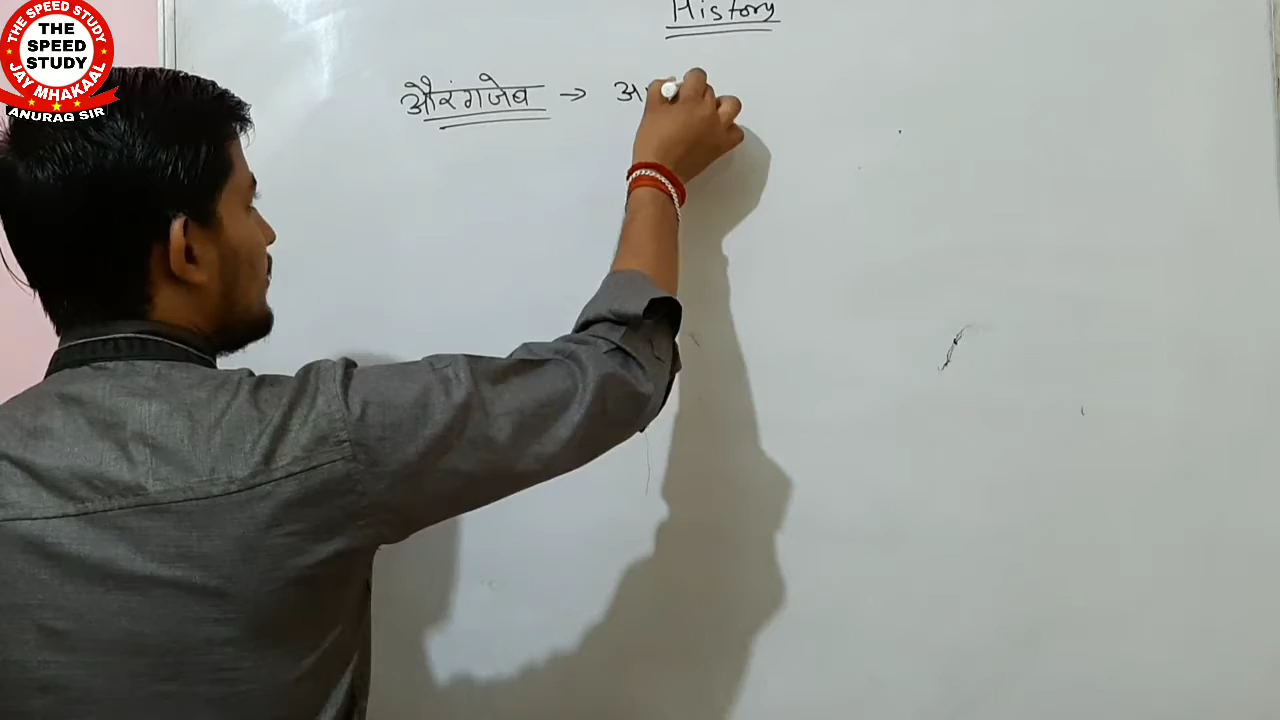 THE SPEED STUDY
THE
SPEED
STUDY
JAY MHAKAAL
ANURAG SIR
History
औरंगजेब →